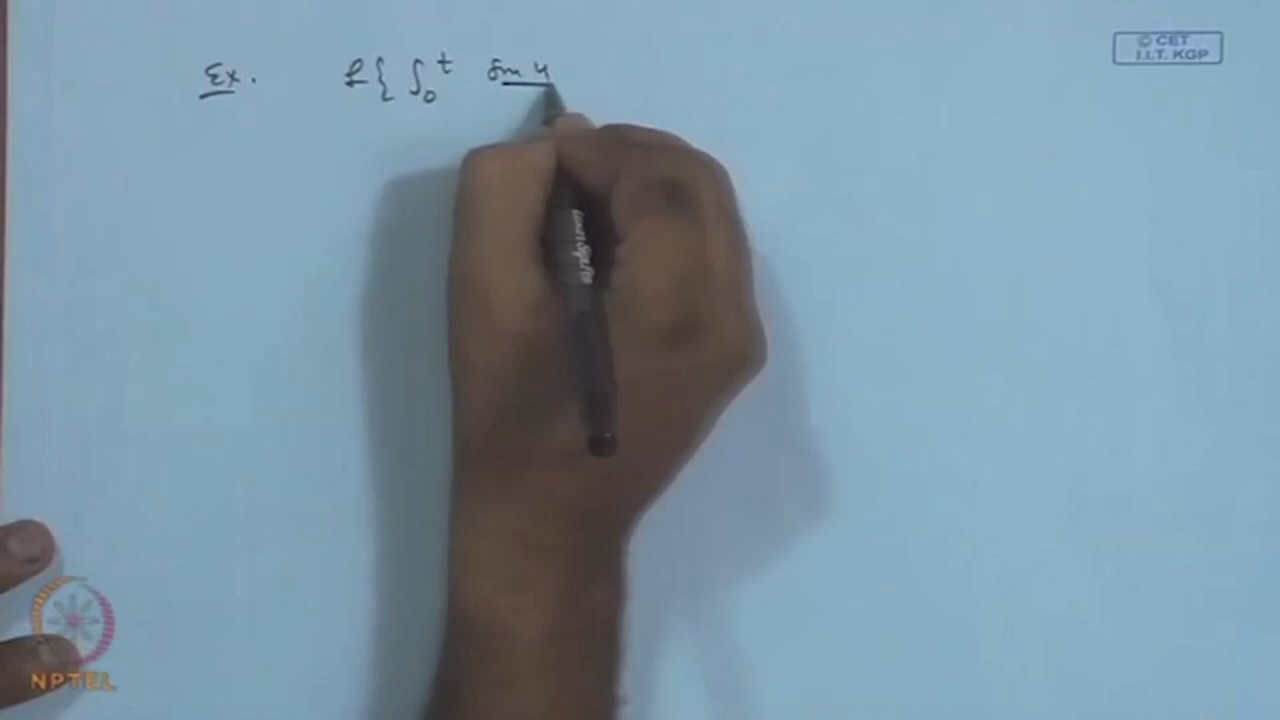 Ex. ℒ{ ∫₀ᵗ sin u
© CET
I.I.T. KGP
NPTEL